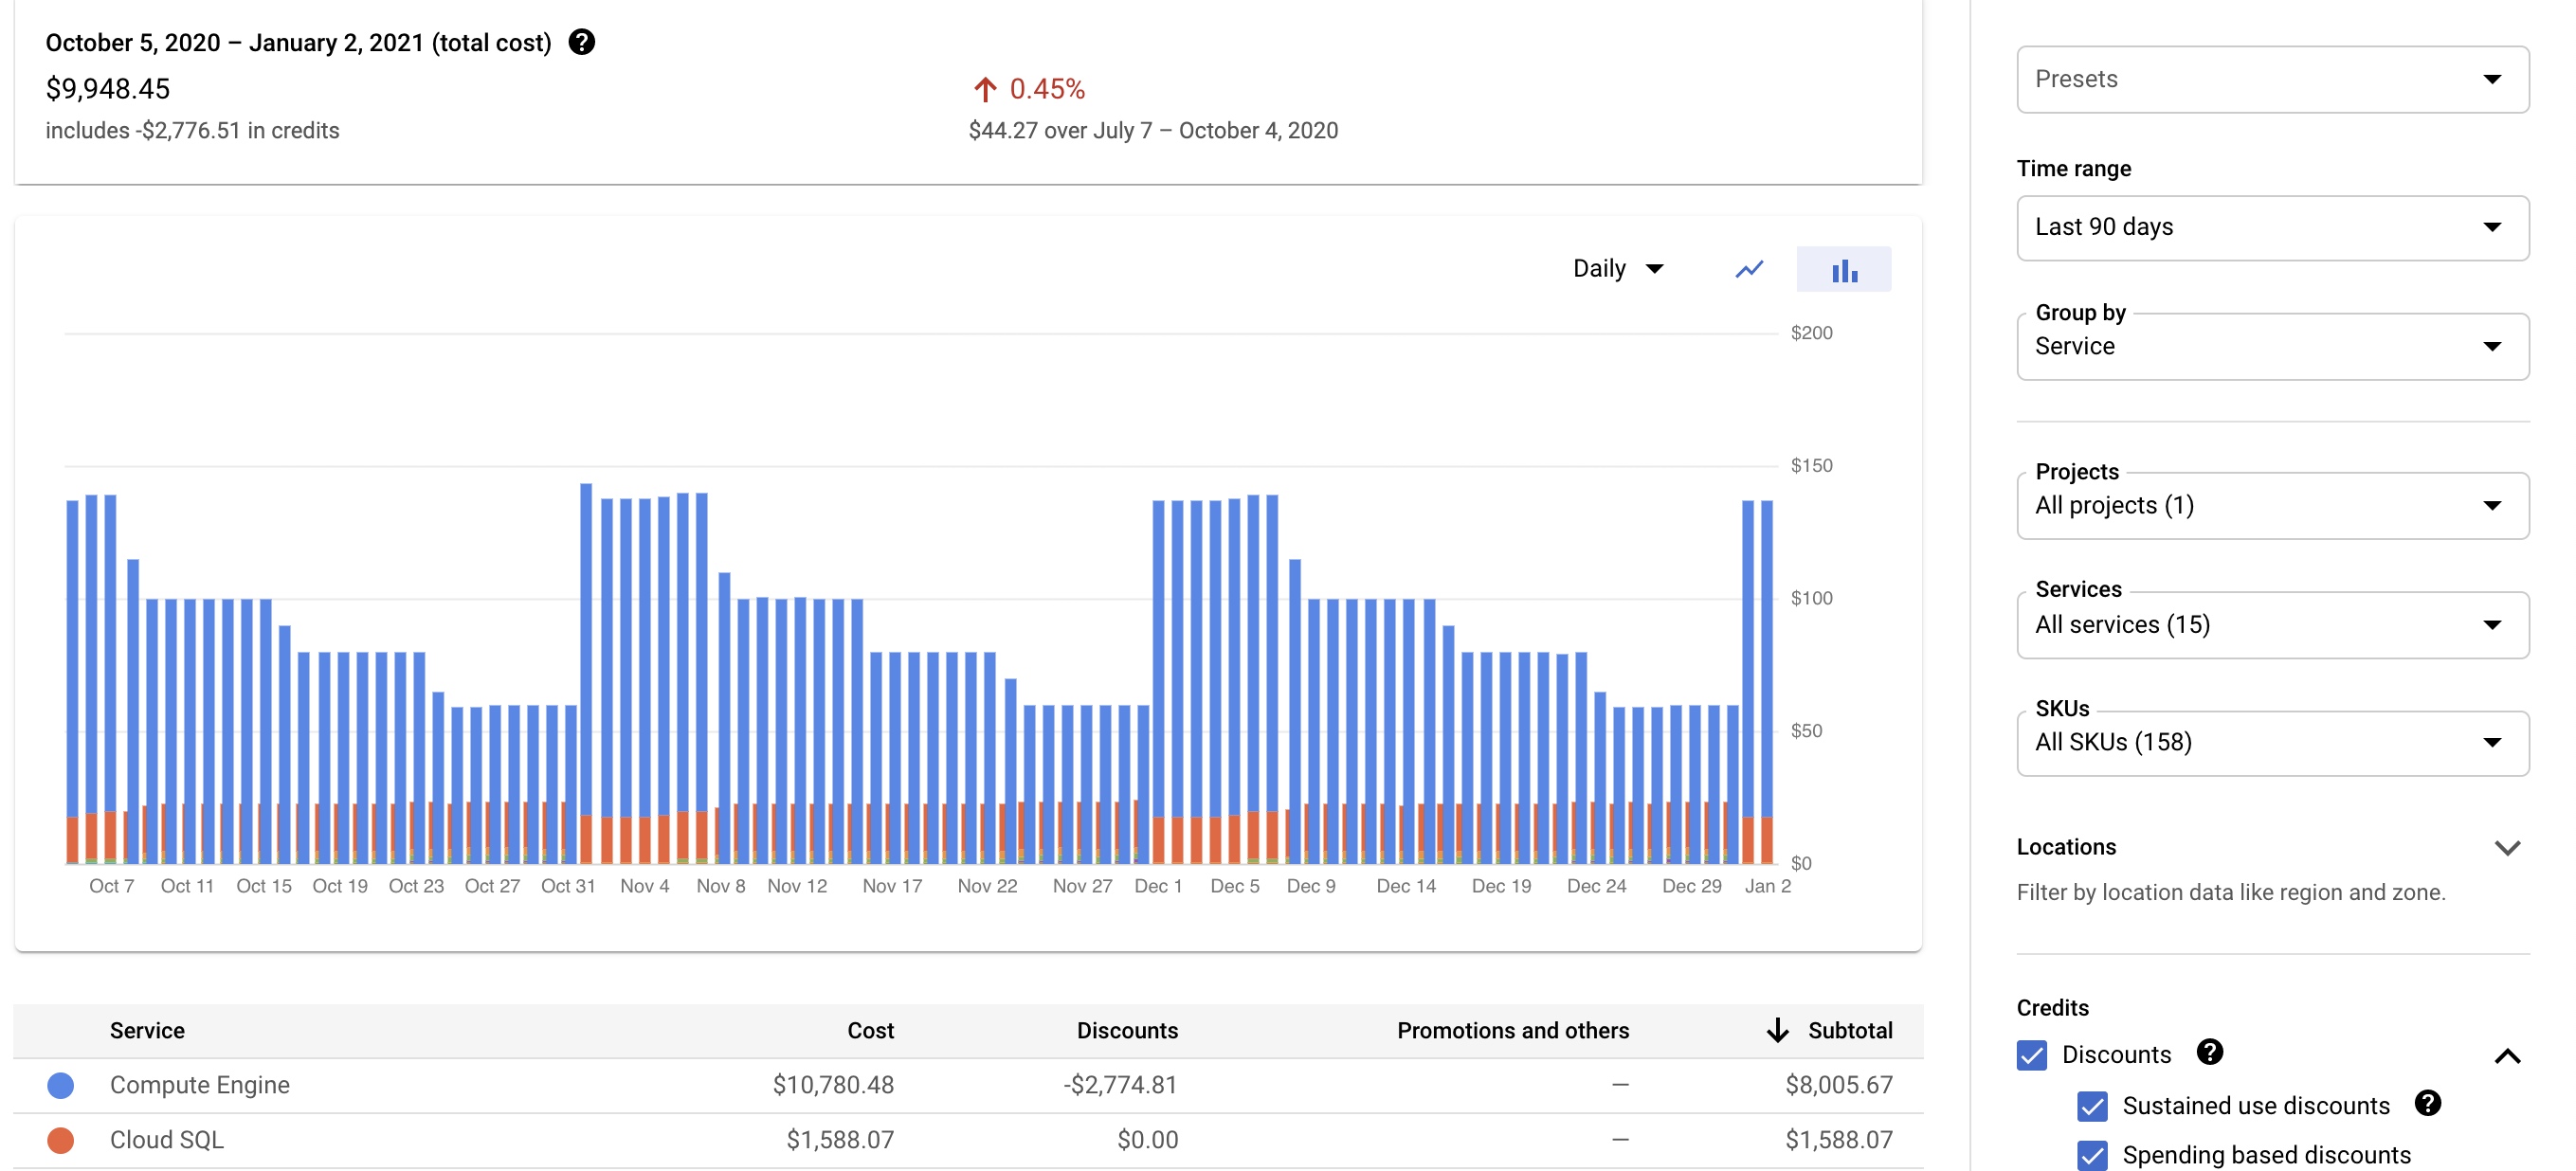 October 5, 2020 – January 2, 2021 (total cost)
$9,948.45
includes -$2,776.51 in credits
0.45%
$44.27 over July 7 – October 4, 2020
Daily
$200
$150
$100
$50
$0
Oct 7 Oct 11 Oct 15 Oct 19 Oct 23 Oct 27 Oct 31 Nov 4 Nov 8 Nov 12 Nov 17 Nov 22 Nov 27 Dec 1 Dec 5 Dec 9 Dec 14 Dec 19 Dec 24 Dec 29 Jan 2
Service Cost Discounts Promotions and others Subtotal
Compute Engine $10,780.48 -$2,774.81 — $8,005.67
Cloud SQL $1,588.07 $0.00 — $1,588.07
Presets
Time range
Last 90 days
Group by
Service
Projects
All projects (1)
Services
All services (15)
SKUs
All SKUs (158)
Locations
Filter by location data like region and zone.
Credits
Discounts
Sustained use discounts
Spending based discounts